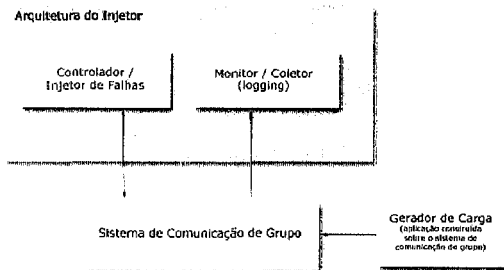 Arquitetura do Injetor
Controlador /
Injetor de Falhas
Monitor / Coletor
(logging)
Sistema de Comunicação de Grupo
Gerador de Carga
(aplicação construída
sobre o sistema de
comunicação de grupo)